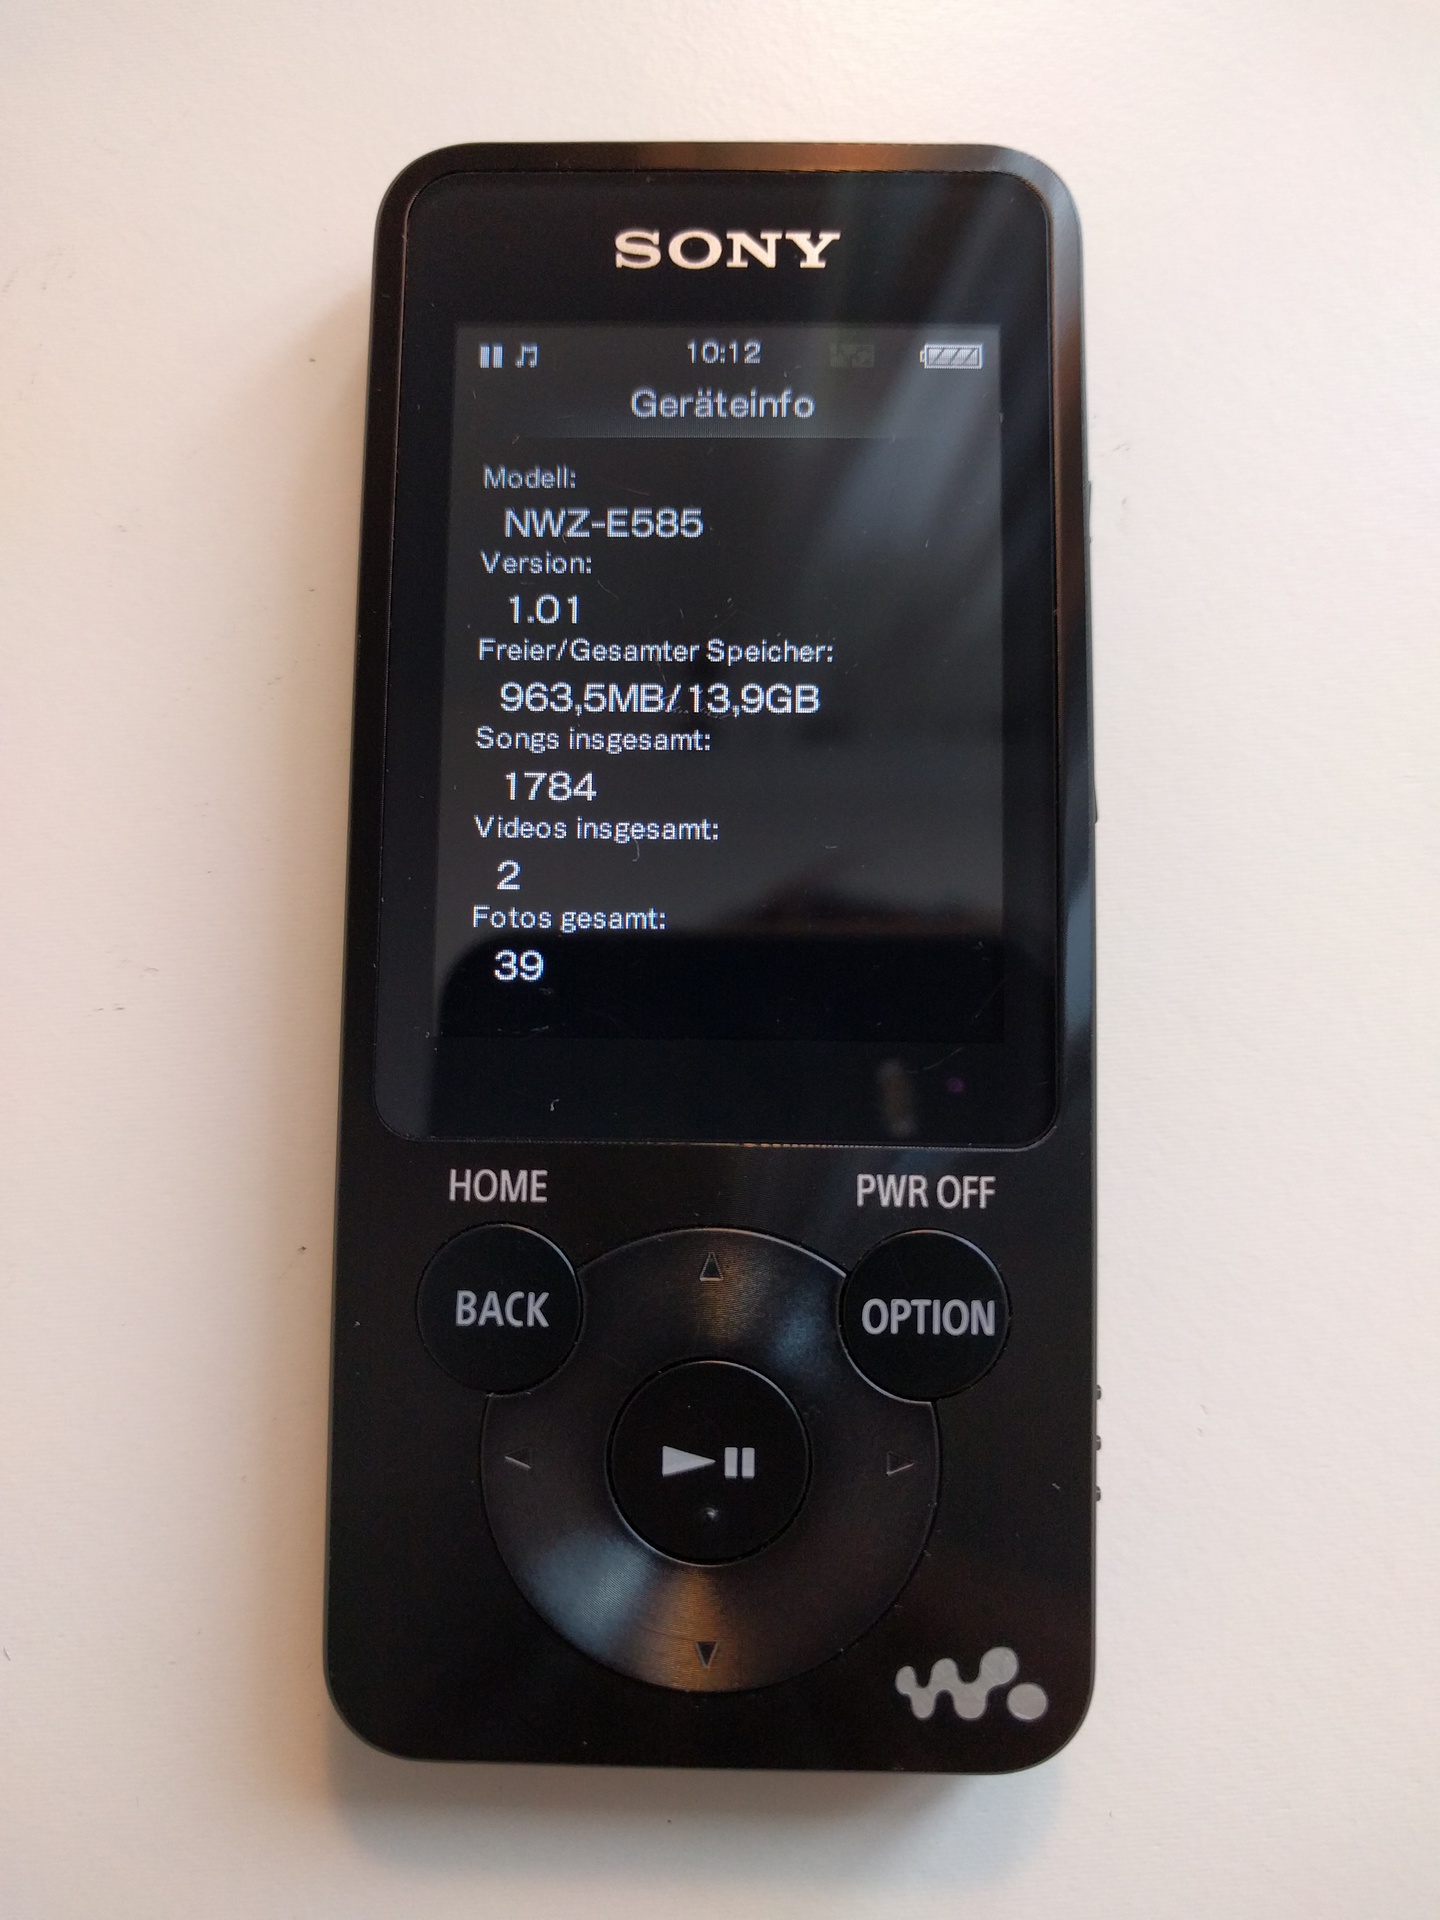 SONY
10:12
Geräteinfo
Modell:
NWZ-E585
Version:
1.01
Freier/Gesamter Speicher:
963,5MB/13,9GB
Songs insgesamt:
1784
Videos insgesamt:
2
Fotos gesamt:
39
HOME PWR OFF
BACK OPTION